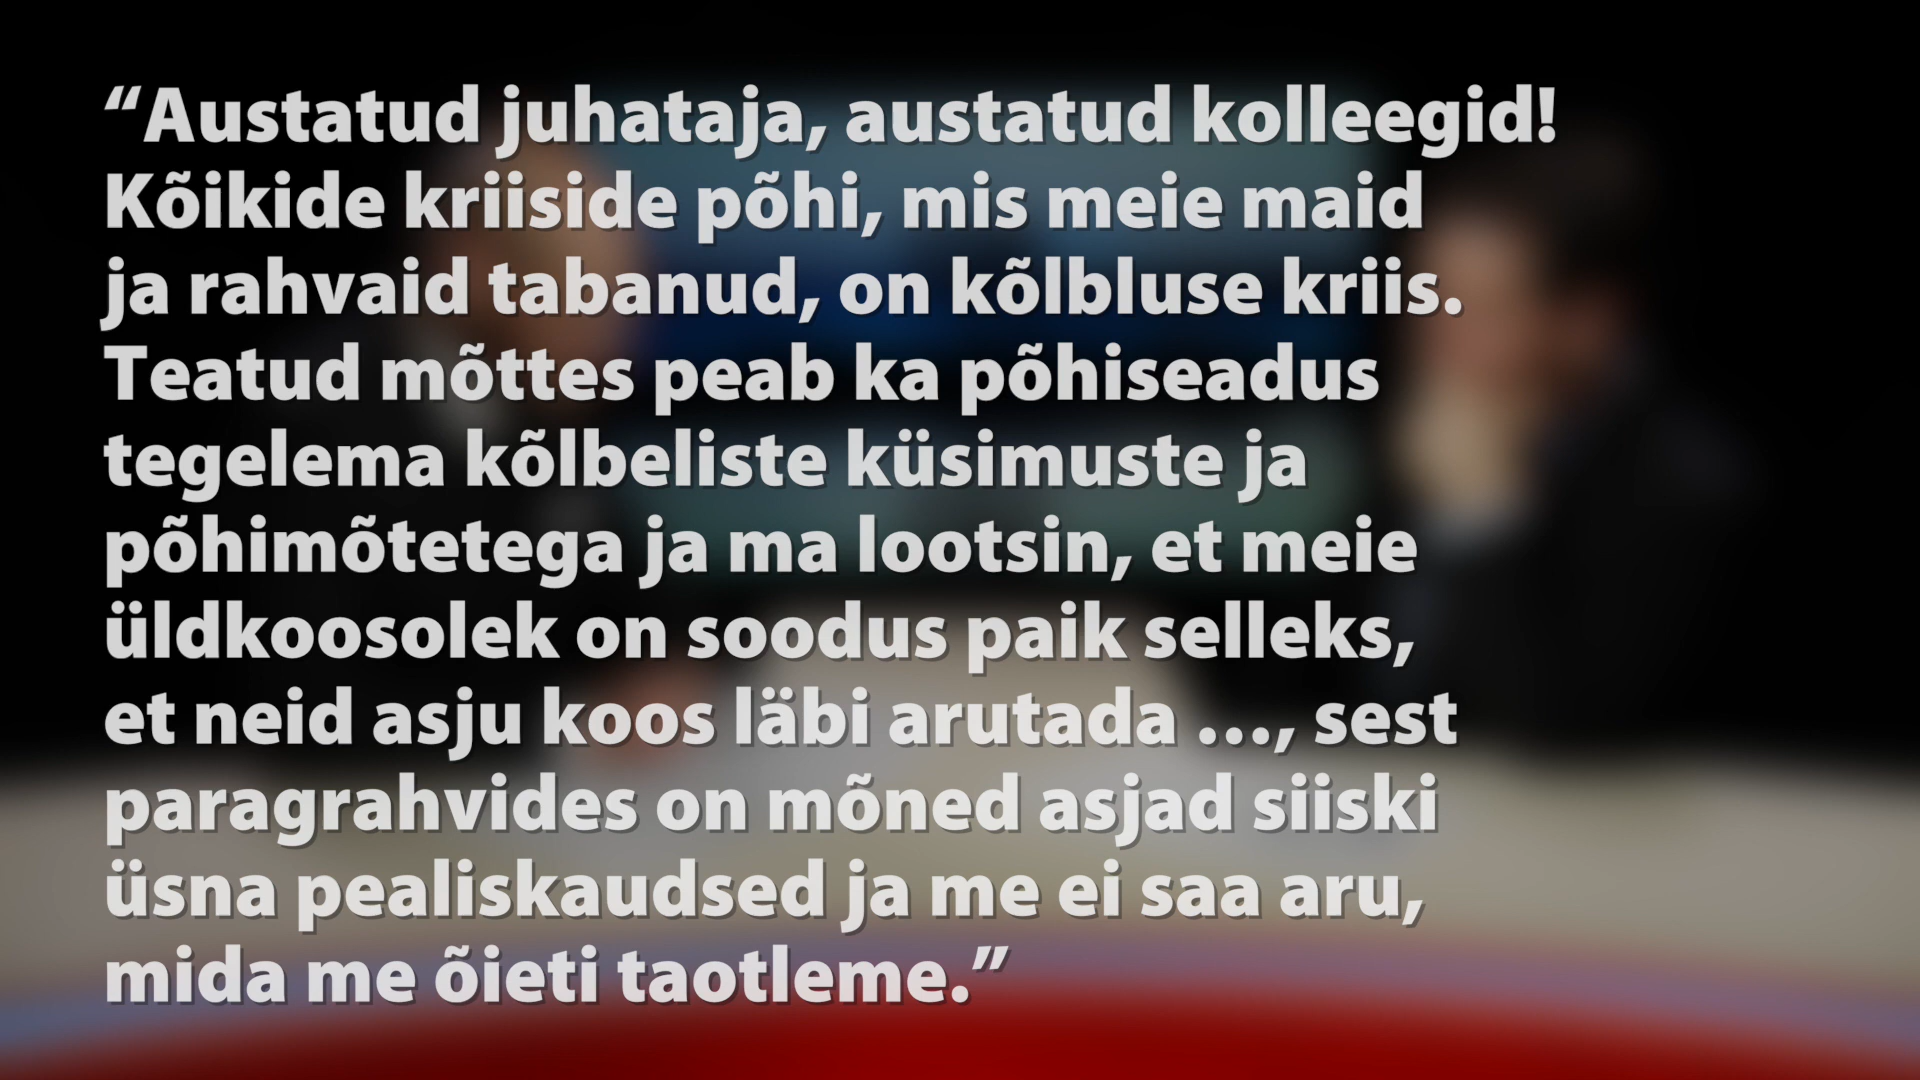 “Austatud juhataja, austatud kolleegid!
Kõikide kriiside põhi, mis meie maid
ja rahvaid tabanud, on kõlbluse kriis.
Teatud mõttes peab ka põhiseadus
tegelema kõlbeliste küsimuste ja
põhimõtetega ja ma lootsin, et meie
üldkoosolek on soodus paik selleks,
et neid asju koos läbi arutada ..., sest
paragrahvides on mõned asjad siiski
üsna pealiskaudsed ja me ei saa aru,
mida me õieti taotleme.”